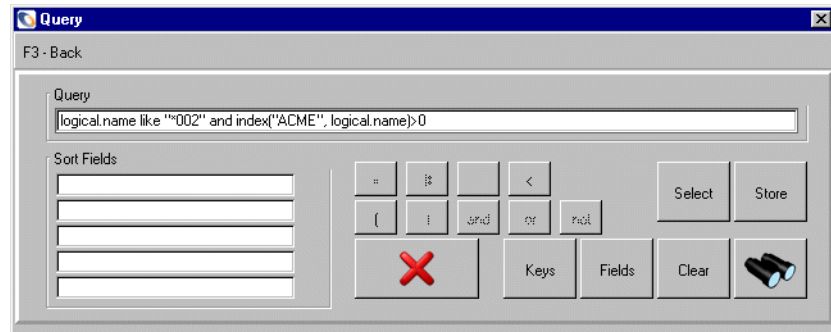 Query
F3 - Back
Query
logical.name like "*002" and index("ACME", logical.name)>0
Sort Fields
= <
( and or not
Select Store
Keys Fields Clear